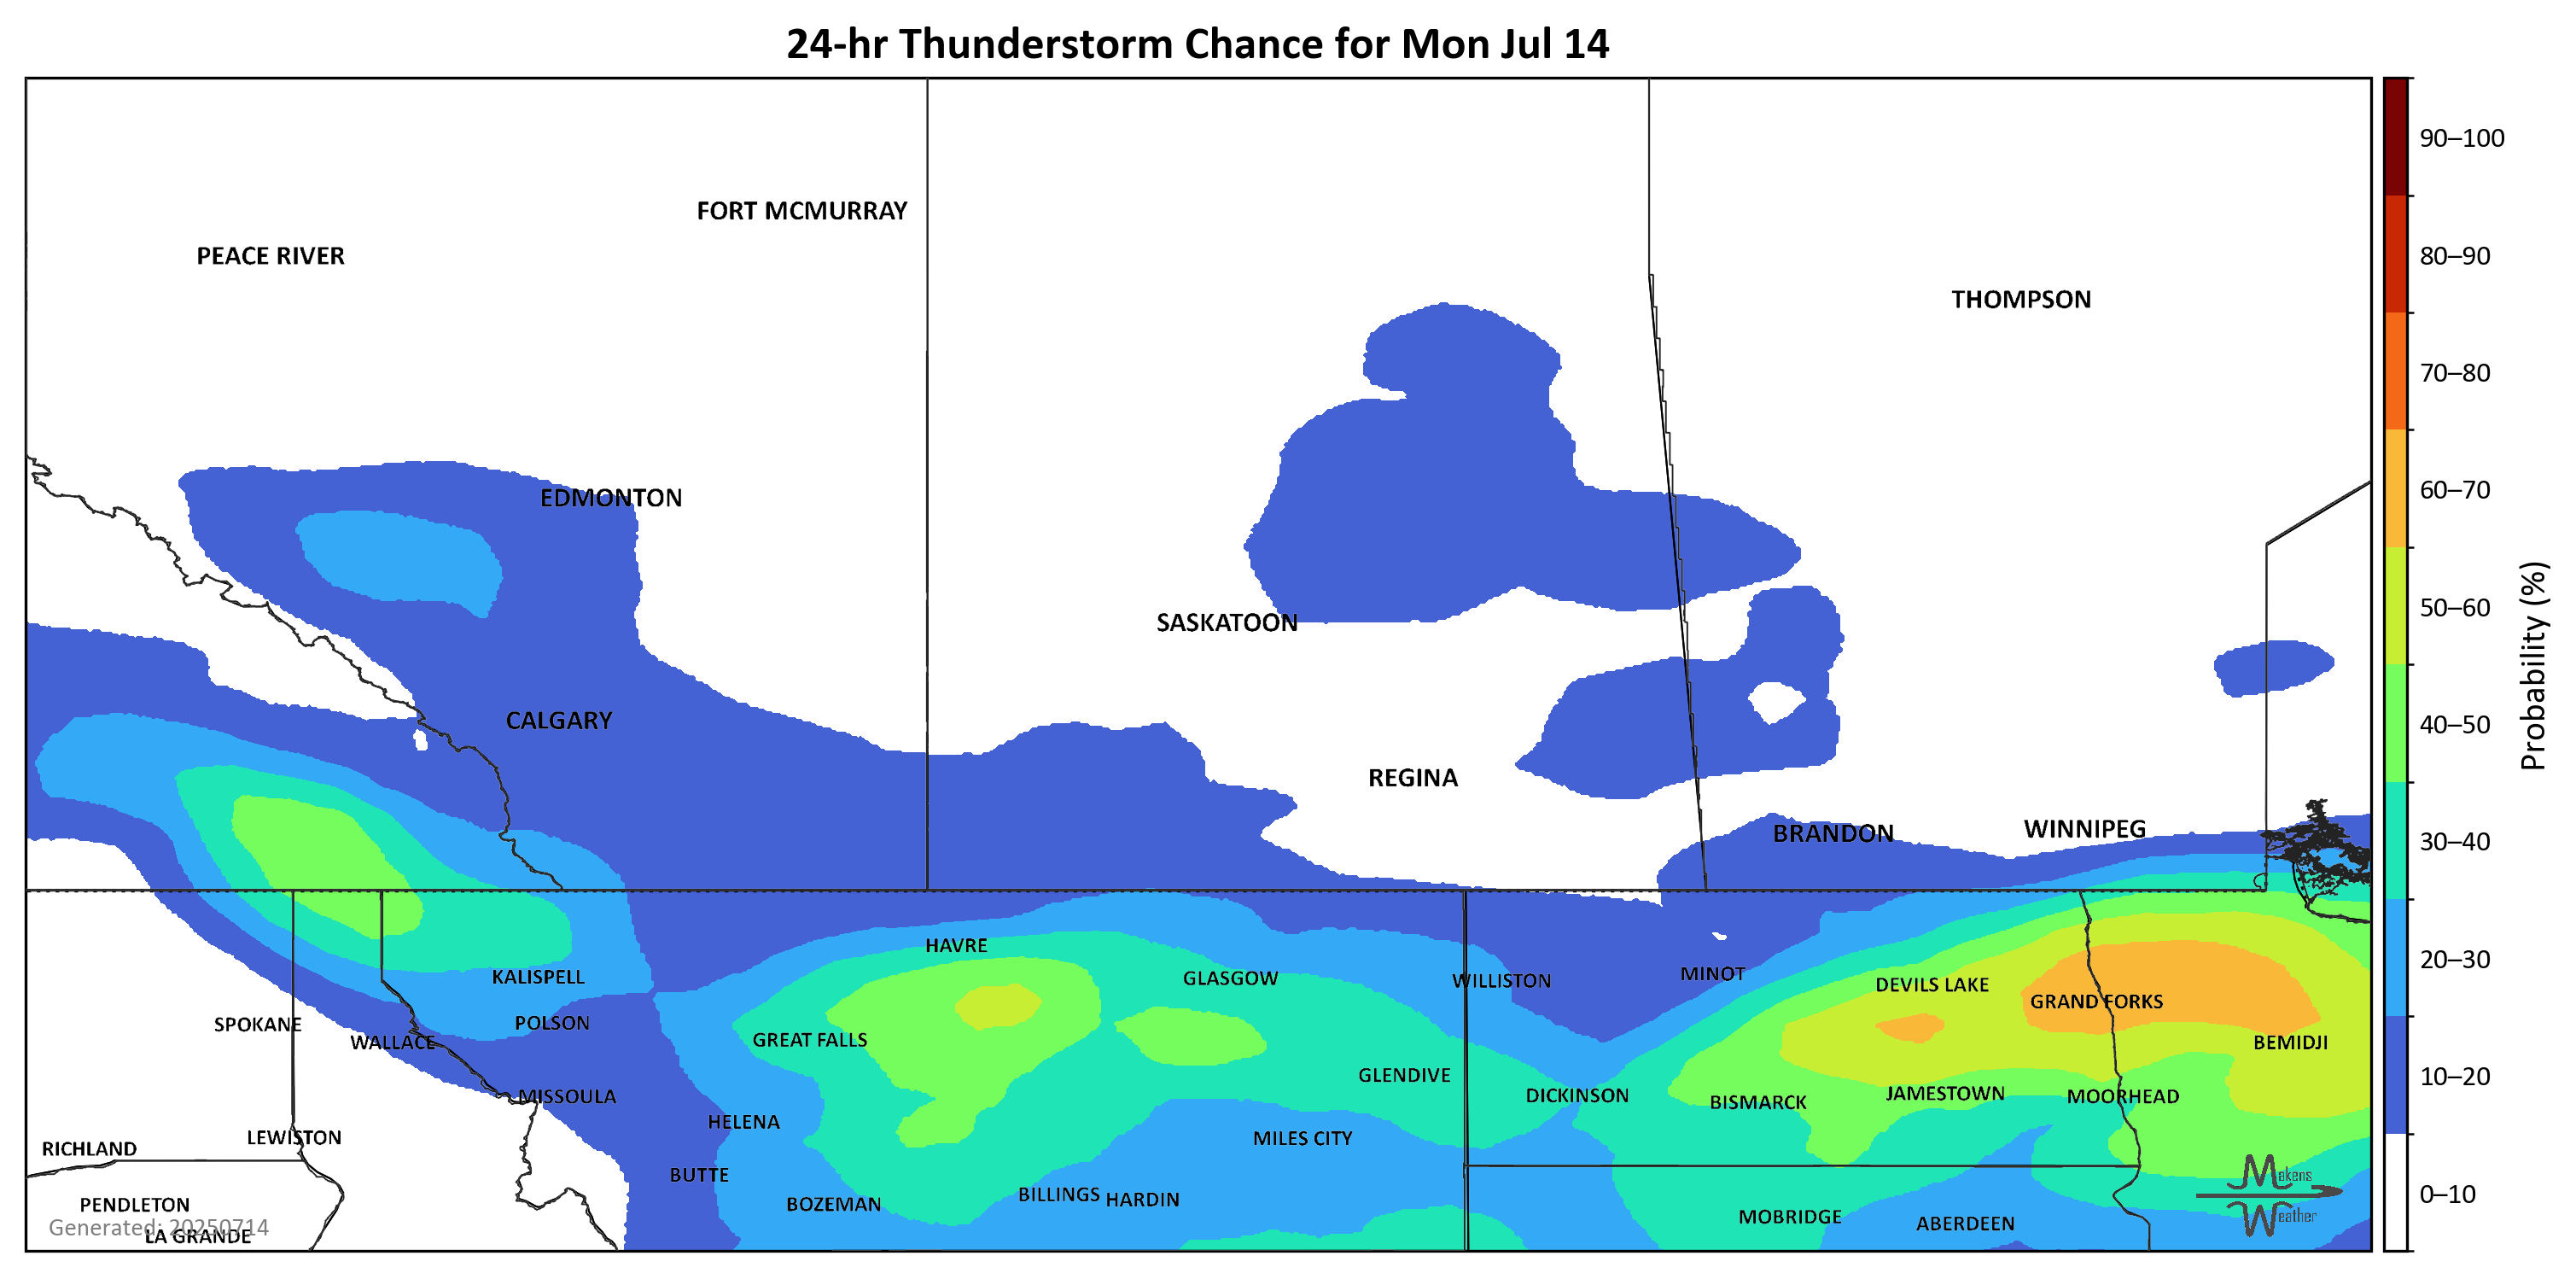 24-hr Thunderstorm Chance for Mon Jul 14
90–100
FORT MCMURRAY
PEACE RIVER
80–90
THOMPSON
70–80
60–70
EDMONTON
50–60
SASKATOON
Probability (%)
CALGARY
40–50
REGINA
BRANDON
WINNIPEG
30–40
HAVRE
20–30
KALISPELL
GLASGOW
WILLISTON
MINOT
DEVILS LAKE
GRAND FORKS
SPOKANE
POLSON
WALLACE
GREAT FALLS
BEMIDJI
GLENDIVE
10–20
MISSOULA
DICKINSON
BISMARCK
JAMESTOWN
MOORHEAD
HELENA
LEWISTON
MILES CITY
RICHLAND
BUTTE
Makens
0–10
PENDLETON
BOZEMAN
BILLINGS
HARDIN
MOBRIDGE
ABERDEEN
Weather
Generated: 20250714
LA GRANDE